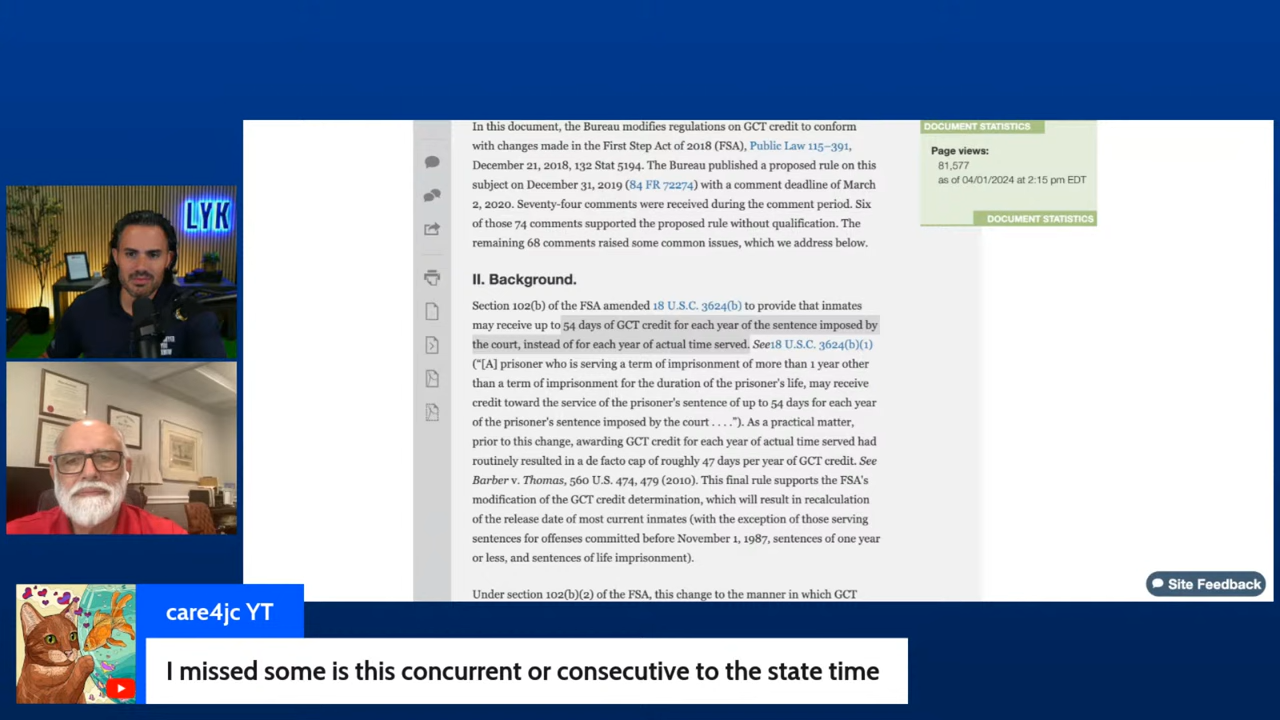 In this document, the Bureau modifies regulations on GCT credit to conform
with changes made in the First Step Act of 2018 (FSA), Public Law 115–391,
December 21, 2018, 132 Stat 5194. The Bureau published a proposed rule on this
subject on December 31, 2019 (84 FR 72274) with a comment deadline of March
2, 2020. Seventy-four comments were received during the comment period. Six
of those 74 comments supported the proposed rule without qualification. The
remaining 68 comments raised some common issues, which we address below.
II. Background.
Section 102(b) of the FSA amended 18 U.S.C. 3624(b) to provide that inmates
may receive up to 54 days of GCT credit for each year of the sentence imposed by
the court, instead of for each year of actual time served. See18 U.S.C. 3624(b)(1)
(“[A] prisoner who is serving a term of imprisonment of more than 1 year other
than a term of imprisonment for the duration of the prisoner's life, may receive
credit toward the service of the prisoner's sentence of up to 54 days for each year
of the prisoner's sentence imposed by the court . . . .”). As a practical matter,
prior to this change, awarding GCT credit for each year of actual time served had
routinely resulted in a de facto cap of roughly 47 days per year of GCT credit. See
Barber v. Thomas, 560 U.S. 474, 479 (2010). This final rule supports the FSA's
modification of the GCT credit determination, which will result in recalculation
of the release date of most current inmates (with the exception of those serving
sentences for offenses committed before November 1, 1987, sentences of one year
or less, and sentences of life imprisonment).
Under section 102(b)(2) of the FSA, this change to the manner in which GCT
DOCUMENT STATISTICS
Page views:
81,577
as of 04/01/2024 at 2:15 pm EDT
DOCUMENT STATISTICS
Site Feedback
LYK
care4jc YT
I missed some is this concurrent or consecutive to the state time